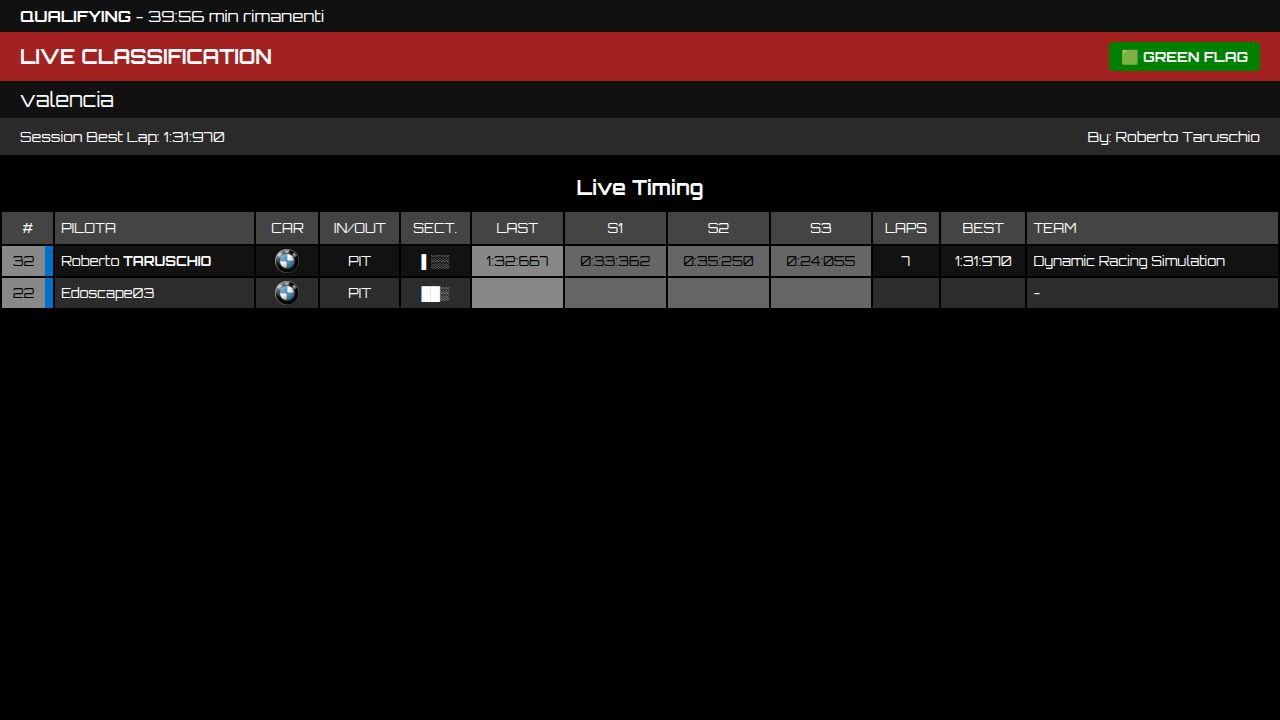 QUALIFYING - 39:56 min rimanenti
LIVE CLASSIFICATION
🟩 GREEN FLAG
valencia
Session Best Lap: 1:31:970
By: Roberto Taruschio
Live Timing
# PILOTA CAR IN/OUT SECT. LAST S1 S2 S3 LAPS BEST TEAM
32 Roberto TARUSCHIO PIT ▌▒▒ 1:32:667 0:33:362 0:35:250 0:24:055 7 1:31:970 Dynamic Racing Simulation
22 Edoscape03 PIT ██▒ -